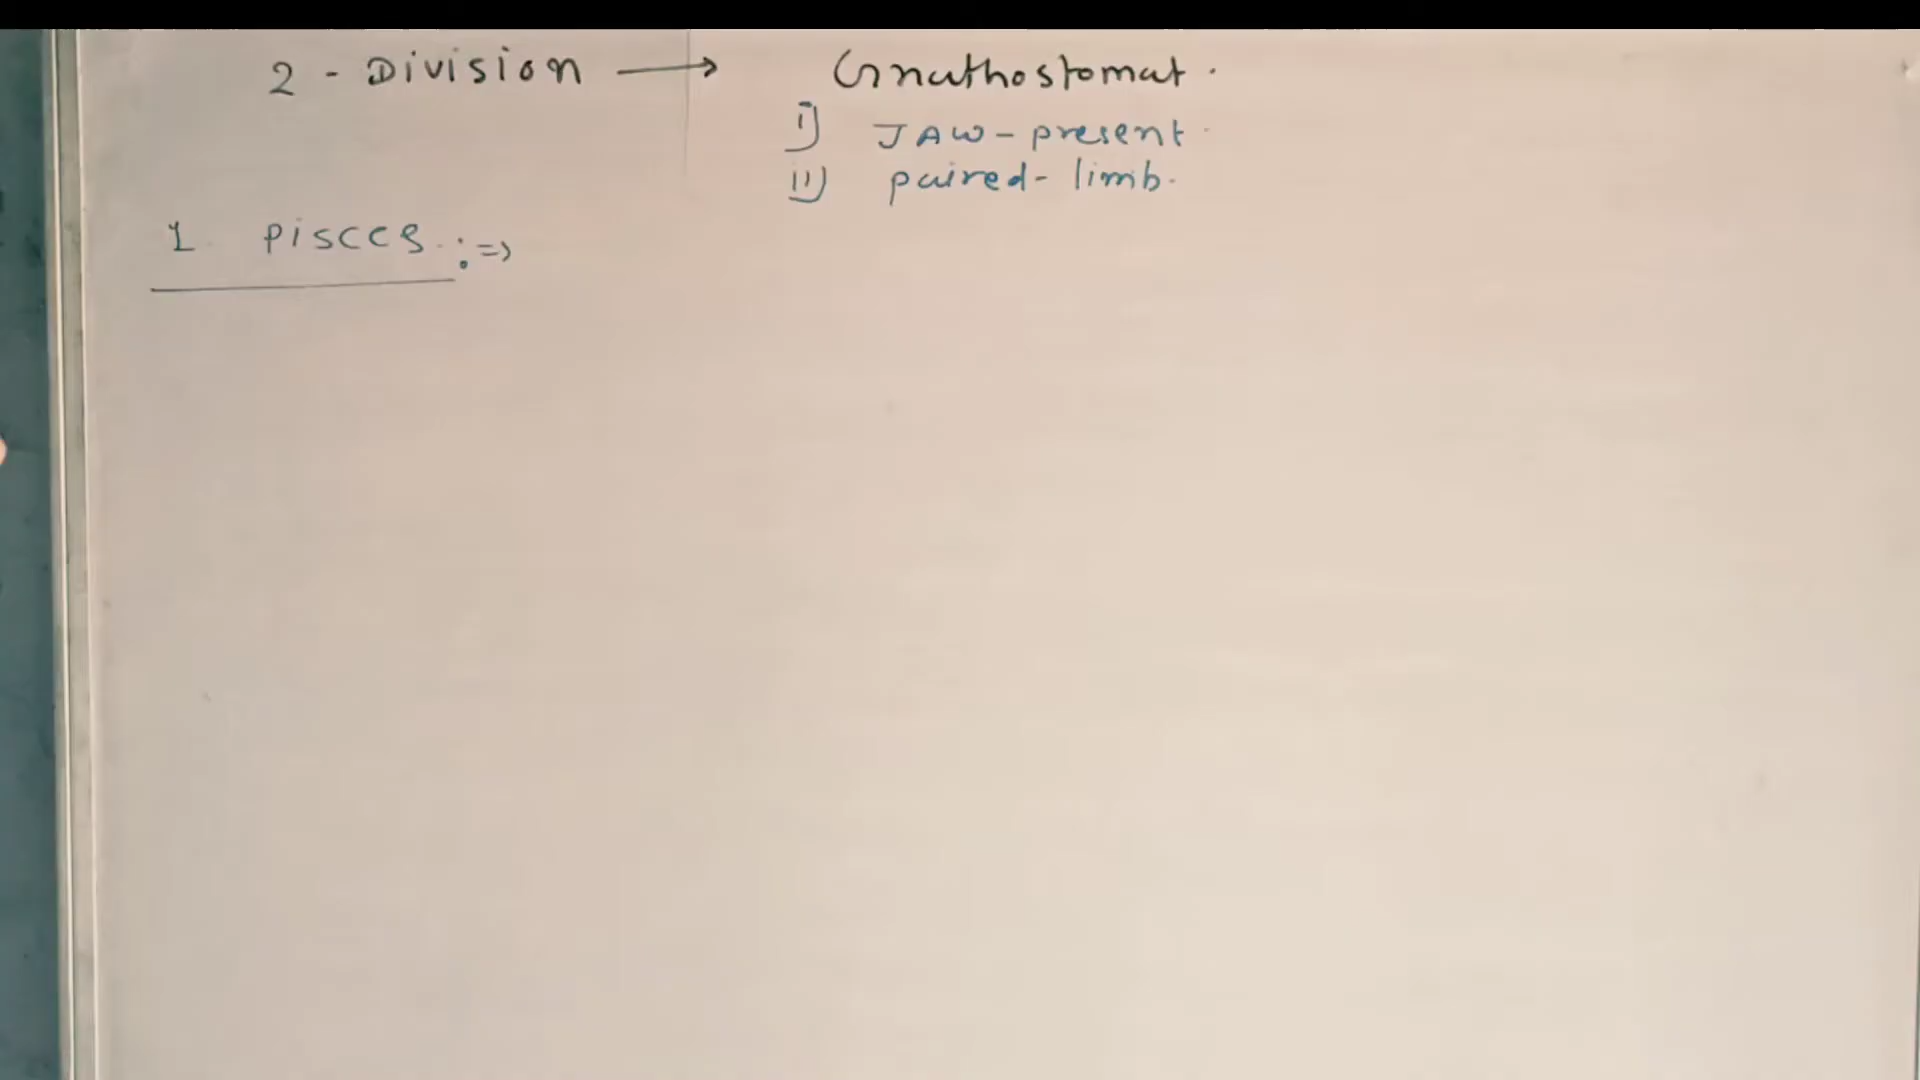 2 - Division → Gnathostomat.
i) JAW - present
ii) paired - limb.
1 Pisces :⇒